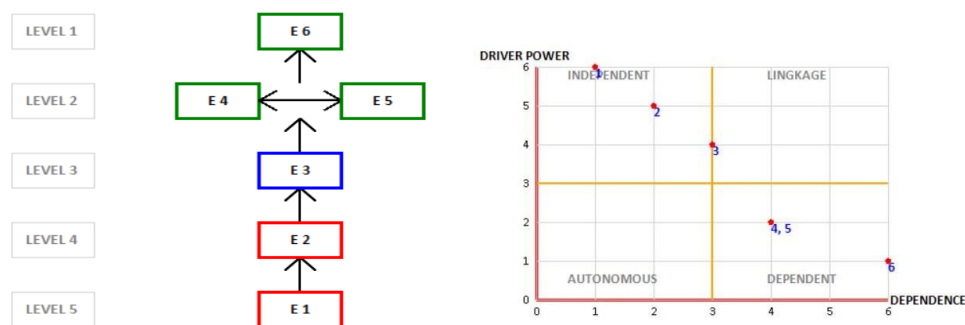 LEVEL 1
E 6
LEVEL 2
E 4
E 5
LEVEL 3
E 3
LEVEL 4
E 2
LEVEL 5
E 1
DRIVER POWER
6
INDEPENDENT
LINGKAGE
1
5
2
4
3
3
2
4, 5
1
AUTONOMOUS
DEPENDENT
6
0
DEPENDENCE
0
1
2
3
4
5
6